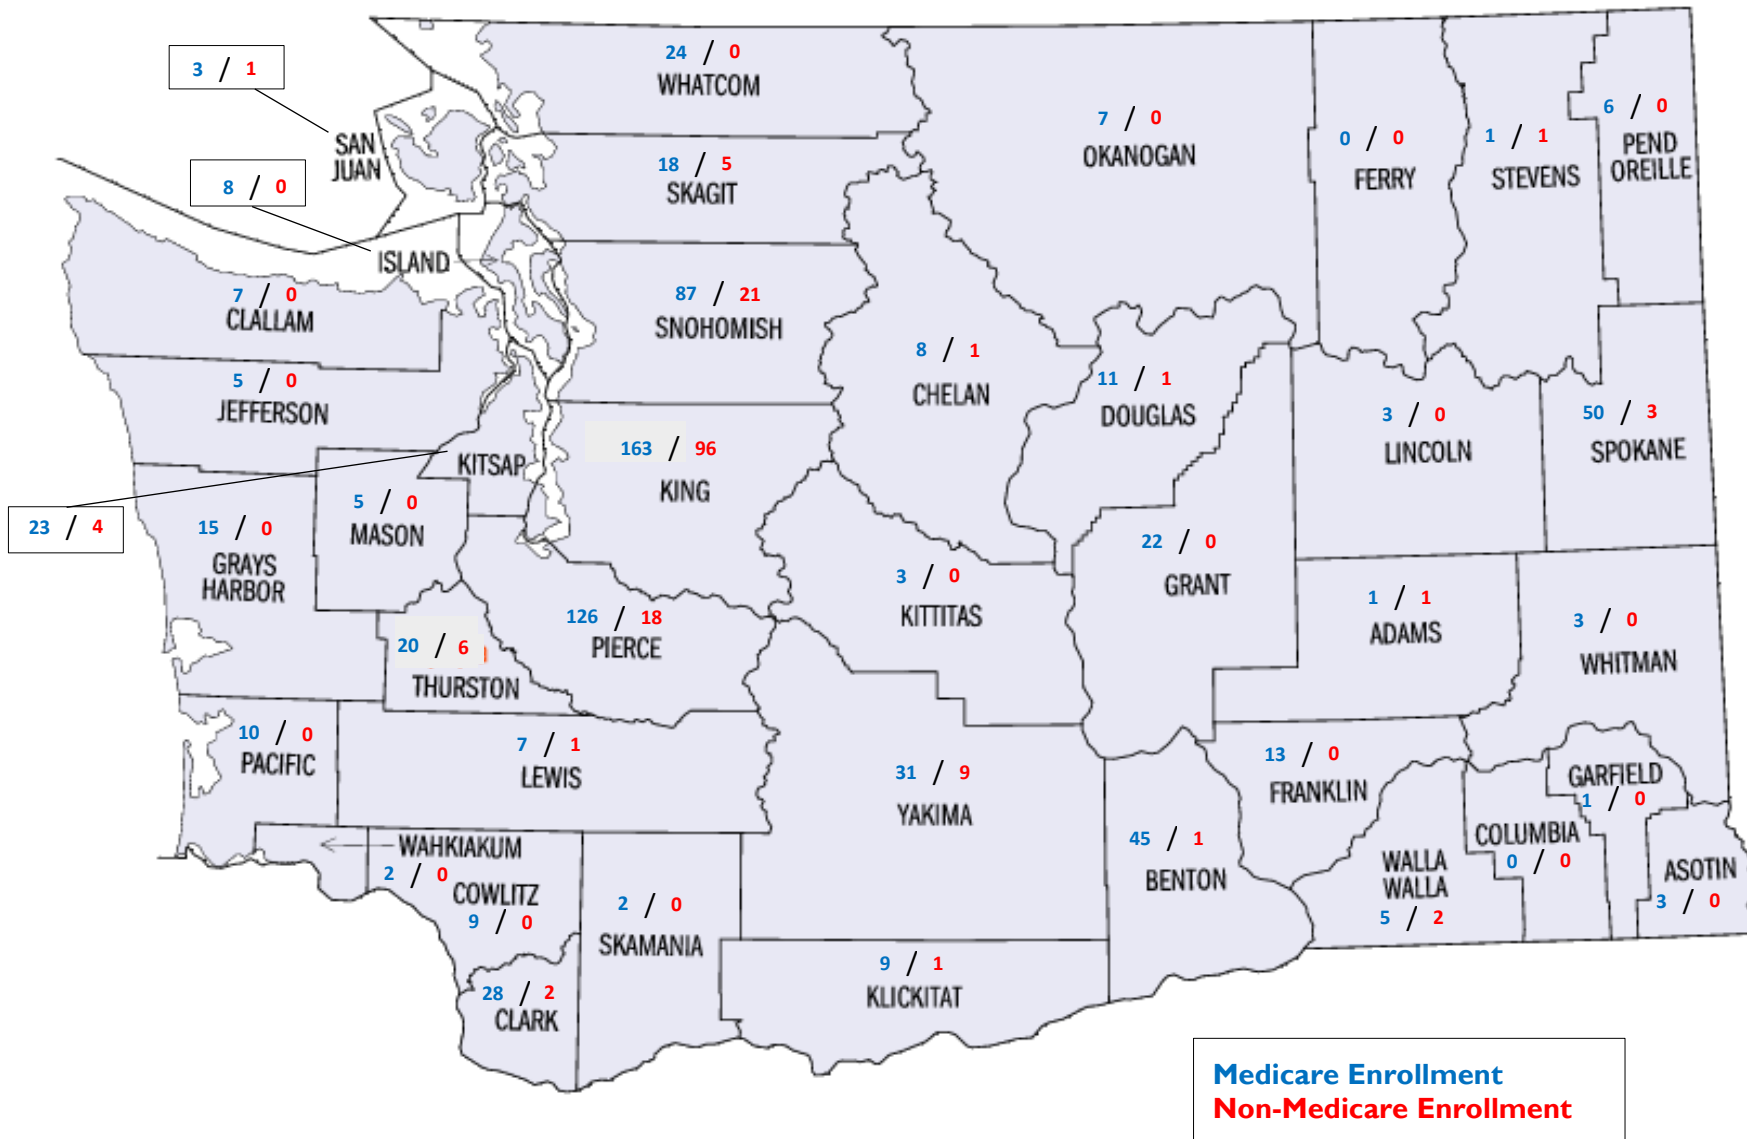 24 / 0
WHATCOM
3 / 1
SAN
JUAN
7 / 0
OKANOGAN
0 / 0
FERRY
1 / 1
STEVENS
6 / 0
PEND
OREILLE
18 / 5
SKAGIT
8 / 0
ISLAND
7 / 0
CLALLAM
87 / 21
SNOHOMISH
8 / 1
CHELAN
11 / 1
DOUGLAS
5 / 0
JEFFERSON
3 / 0
LINCOLN
50 / 3
SPOKANE
163 / 96
KING
KITSAP
23 / 4
5 / 0
MASON
15 / 0
GRAYS
HARBOR
22 / 0
GRANT
3 / 0
KITTITAS
1 / 1
ADAMS
3 / 0
WHITMAN
126 / 18
PIERCE
20 / 6
THURSTON
10 / 0
PACIFIC
7 / 1
LEWIS
31 / 9
YAKIMA
13 / 0
FRANKLIN
GARFIELD
1 / 0
45 / 1
BENTON
COLUMBIA
0 / 0
WALLA
WALLA
5 / 2
ASOTIN
3 / 0
WAHKIAKUM
2 / 0
COWLITZ
9 / 0
2 / 0
SKAMANIA
9 / 1
KLICKITAT
28 / 2
CLARK
Medicare Enrollment
Non-Medicare Enrollment